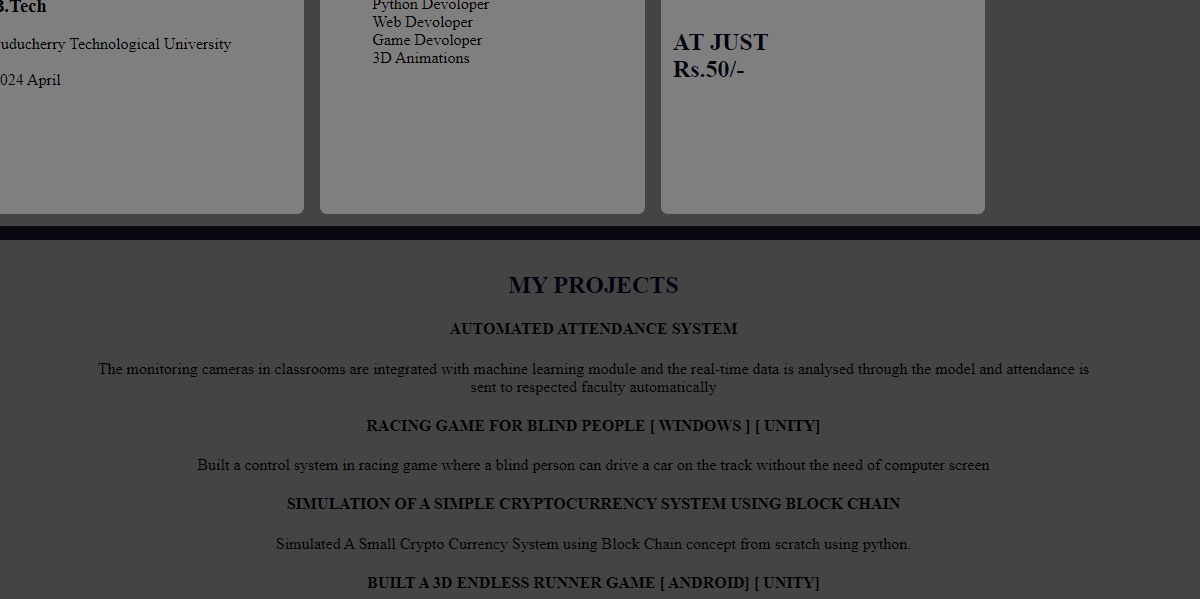 B.Tech
uducherry Technological University
024 April
Python Devoloper
Web Devoloper
Game Devoloper
3D Animations
AT JUST
Rs.50/-
MY PROJECTS
AUTOMATED ATTENDANCE SYSTEM
The monitoring cameras in classrooms are integrated with machine learning module and the real-time data is analysed through the model and attendance is
sent to respected faculty automatically
RACING GAME FOR BLIND PEOPLE [ WINDOWS ] [ UNITY]
Built a control system in racing game where a blind person can drive a car on the track without the need of computer screen
SIMULATION OF A SIMPLE CRYPTOCURRENCY SYSTEM USING BLOCK CHAIN
Simulated A Small Crypto Currency System using Block Chain concept from scratch using python.
BUILT A 3D ENDLESS RUNNER GAME [ ANDROID] [ UNITY]